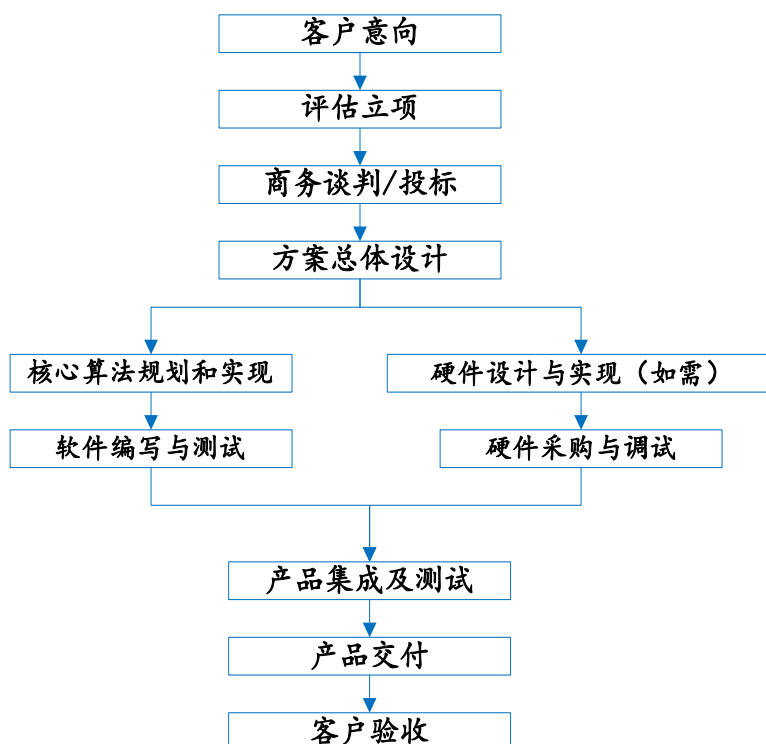 客户意向
评估立项
商务谈判/投标
方案总体设计
核心算法规划和实现
硬件设计与实现（如需）
软件编写与测试
硬件采购与调试
产品集成及测试
产品交付
客户验收